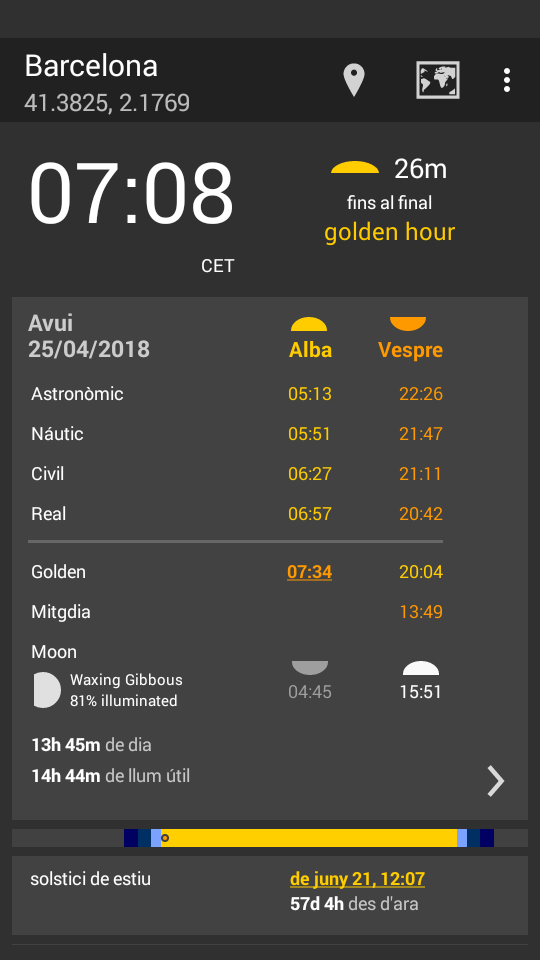 Barcelona
41.3825, 2.1769
07:08
CET
26m
fins al final
golden hour
Avui
25/04/2018
Alba
Vespre
Astronòmic 05:13 22:26
Náutic 05:51 21:47
Civil 06:27 21:11
Real 06:57 20:42
Golden 07:34 20:04
Mitgdia 13:49
Moon
Waxing Gibbous
81% illuminated
04:45 15:51
13h 45m de dia
14h 44m de llum útil
solstici de estiu
de juny 21, 12:07
57d 4h des d'ara